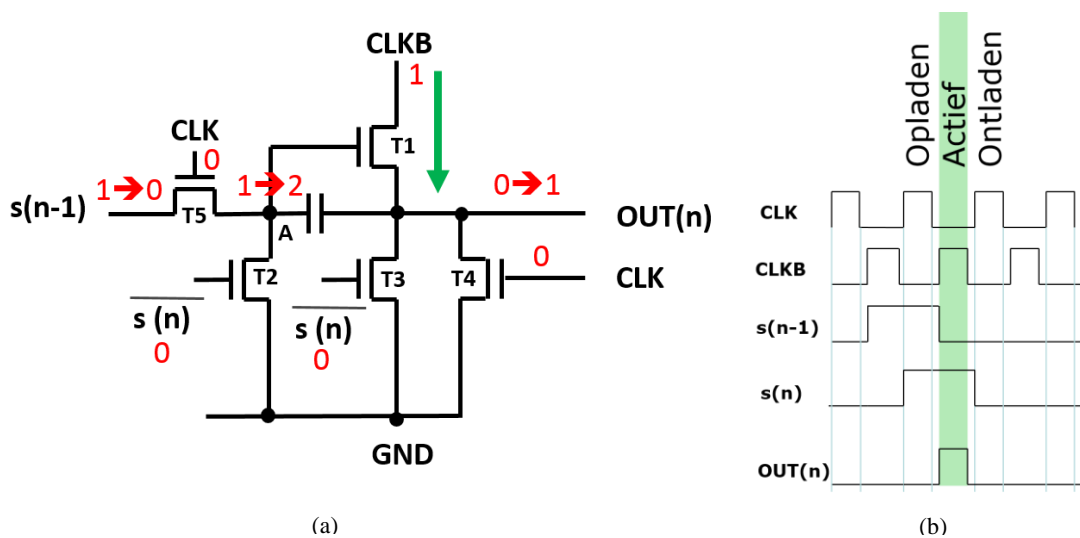 CLKB
1
T1
CLK
0
1➔0
s(n-1)
T5
1➔2
A
0➔1
OUT(n)
T2
T3
T4
0
CLK
s (n)
0
s (n)
0
GND
(a)
Opladen
Actief
Ontladen
CLK
CLKB
s(n-1)
s(n)
OUT(n)
(b)